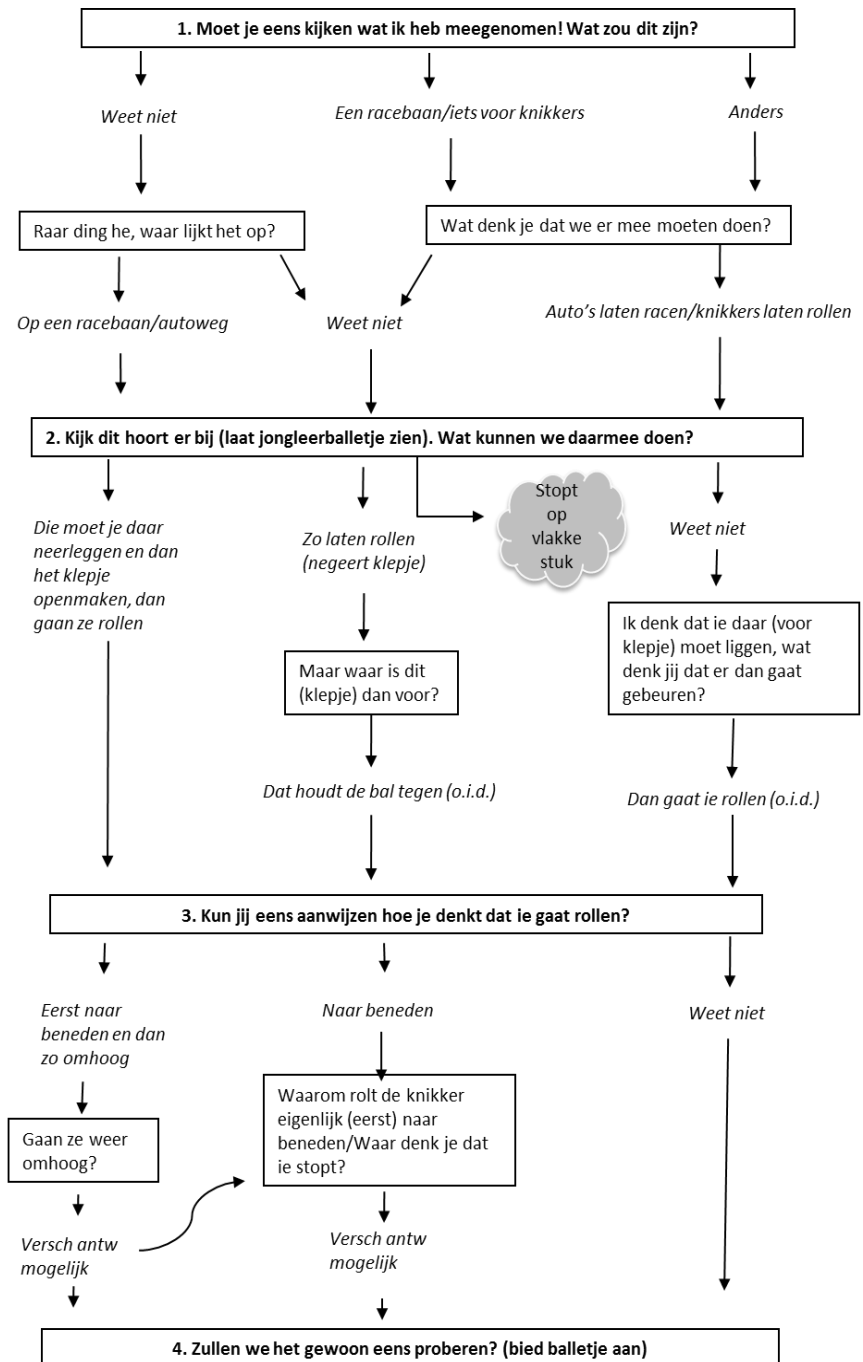 1. Moet je eens kijken wat ik heb meegenomen! Wat zou dit zijn?
Weet niet
Een racebaan/iets voor knikkers
Anders
Raar ding he, waar lijkt het op?
Wat denk je dat we er mee moeten doen?
Op een racebaan/autoweg
Weet niet
Auto's laten racen/knikkers laten rollen
2. Kijk dit hoort er bij (laat jongleerballetje zien). Wat kunnen we daarmee doen?
Die moet je daar
neerleggen en dan
het klepje
openmaken, dan
gaan ze rollen
Zo laten rollen
(negeert klepje)
Stopt
op
vlakke
stuk
Weet niet
Maar waar is dit
(klepje) dan voor?
Ik denk dat ie daar (voor
klepje) moet liggen, wat
denk jij dat er dan gaat
gebeuren?
Dat houdt de bal tegen (o.i.d.)
Dan gaat ie rollen (o.i.d.)
3. Kun jij eens aanwijzen hoe je denkt dat ie gaat rollen?
Eerst naar
beneden en dan
zo omhoog
Naar beneden
Weet niet
Gaan ze weer
omhoog?
Waarom rolt de knikker
eigenlijk (eerst) naar
beneden/Waar denk je dat
ie stopt?
Versch antw
mogelijk
Versch antw
mogelijk
4. Zullen we het gewoon eens proberen? (bied balletje aan)